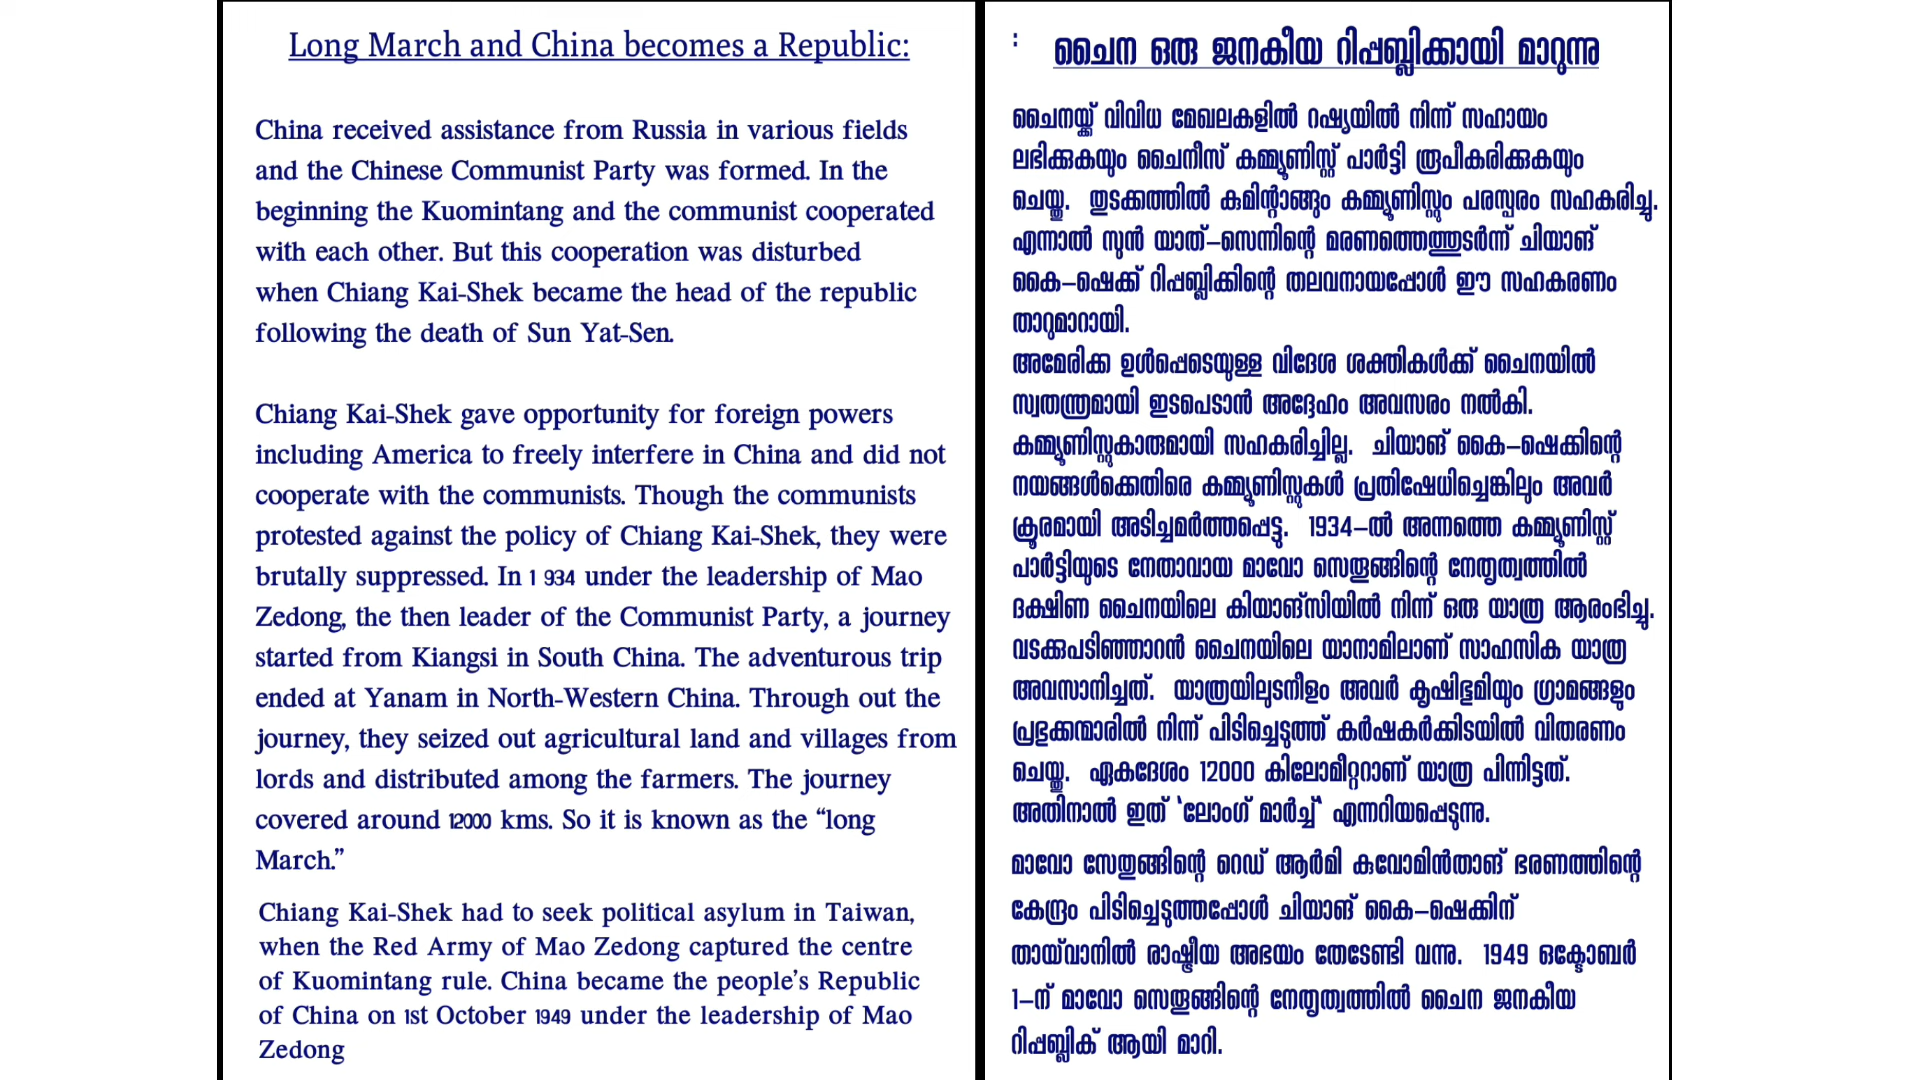 Long March and China becomes a Republic:
China received assistance from Russia in various fields
and the Chinese Communist Party was formed. In the
beginning the Kuomintang and the communist cooperated
with each other. But this cooperation was disturbed
when Chiang Kai-Shek became the head of the republic
following the death of Sun Yat-Sen.
Chiang Kai-Shek gave opportunity for foreign powers
including America to freely interfere in China and did not
cooperate with the communists. Though the communists
protested against the policy of Chiang Kai-Shek, they were
brutally suppressed. In 1 934 under the leadership of Mao
Zedong, the then leader of the Communist Party, a journey
started from Kiangsi in South China. The adventurous trip
ended at Yanam in North-Western China. Through out the
journey, they seized out agricultural land and villages from
lords and distributed among the farmers. The journey
covered around 12000 kms. So it is known as the “long
March.”
Chiang Kai-Shek had to seek political asylum in Taiwan,
when the Red Army of Mao Zedong captured the centre
of Kuomintang rule. China became the people’s Republic
of China on 1st October 1949 under the leadership of Mao
Zedong
: ചൈന ഒരു ജനകീയ റിപ്പബ്ലിക്കായി മാറുന്നു
ചൈനയ്ക്ക് വിവിധ മേഖലകളിൽ റഷ്യയിൽ നിന്ന് സഹായം
ലഭിക്കുകയും ചൈനീസ് കമ്മ്യൂണിസ്റ്റ് പാർട്ടി രൂപീകരിക്കുകയും
ചെയ്തു. തുടക്കത്തിൽ കുമിന്റാങ്ങും കമ്മ്യൂണിസ്റ്റും പരസ്പരം സഹകരിച്ചു.
എന്നാൽ സുൻ യാത്-സെന്നിന്റെ മരണത്തെത്തുടർന്ന് ചിയാങ്
കൈ-ഷെക്ക് റിപ്പബ്ലിക്കിന്റെ തലവനായപ്പോൾ ഈ സഹകരണം
താറുമാറായി.
അമേരിക്ക ഉൾപ്പെടെയുള്ള വിദേശ ശക്തികൾക്ക് ചൈനയിൽ
സ്വതന്ത്രമായി ഇടപെടാൻ അദ്ദേഹം അവസരം നൽകി.
കമ്മ്യൂണിസ്റ്റുകാരുമായി സഹകരിച്ചില്ല. ചിയാങ് കൈ-ഷെക്കിന്റെ
നയങ്ങൾക്കെതിരെ കമ്മ്യൂണിസ്റ്റുകൾ പ്രതിഷേധിച്ചെങ്കിലും അവർ
ക്രൂരമായി അടിച്ചമർത്തപ്പെട്ടു. 1934-ൽ അന്നത്തെ കമ്മ്യൂണിസ്റ്റ്
പാർട്ടിയുടെ നേതാവായ മാവോ സെതൂങ്ങിന്റെ നേതൃത്വത്തിൽ
ദക്ഷിണ ചൈനയിലെ കിയാങ്‌സിയിൽ നിന്ന് ഒരു യാത്ര ആരംഭിച്ചു.
വടക്കുപടിഞ്ഞാറൻ ചൈനയിലെ യാനാമിലാണ് സാഹസിക യാത്ര
അവസാനിച്ചത്. യാത്രയിലുടനീളം അവർ കൃഷിഭൂമിയും ഗ്രാമങ്ങളും
പ്രഭുക്കന്മാരിൽ നിന്ന് പിടിച്ചെടുത്ത് കർഷകർക്കിടയിൽ വിതരണം
ചെയ്തു. ഏകദേശം 12000 കിലോമീറ്ററാണ് യാത്ര പിന്നിട്ടത്.
അതിനാൽ ഇത് 'ലോംഗ് മാർച്ച്' എന്നറിയപ്പെടുന്നു.
മാവോ സേതുങ്ങിന്റെ റെഡ് ആർമി കുവോമിൻതാങ് ഭരണത്തിന്റെ
കേന്ദ്രം പിടിച്ചെടുത്തപ്പോൾ ചിയാങ് കൈ-ഷെക്കിന്
തായ്‌വാനിൽ രാഷ്ട്രീയ അഭയം തേടേണ്ടി വന്നു. 1949 ഒക്ടോബർ
1-ന് മാവോ സെതൂങ്ങിന്റെ നേതൃത്വത്തിൽ ചൈന ജനകീയ
റിപ്പബ്ലിക് ആയി മാറി.